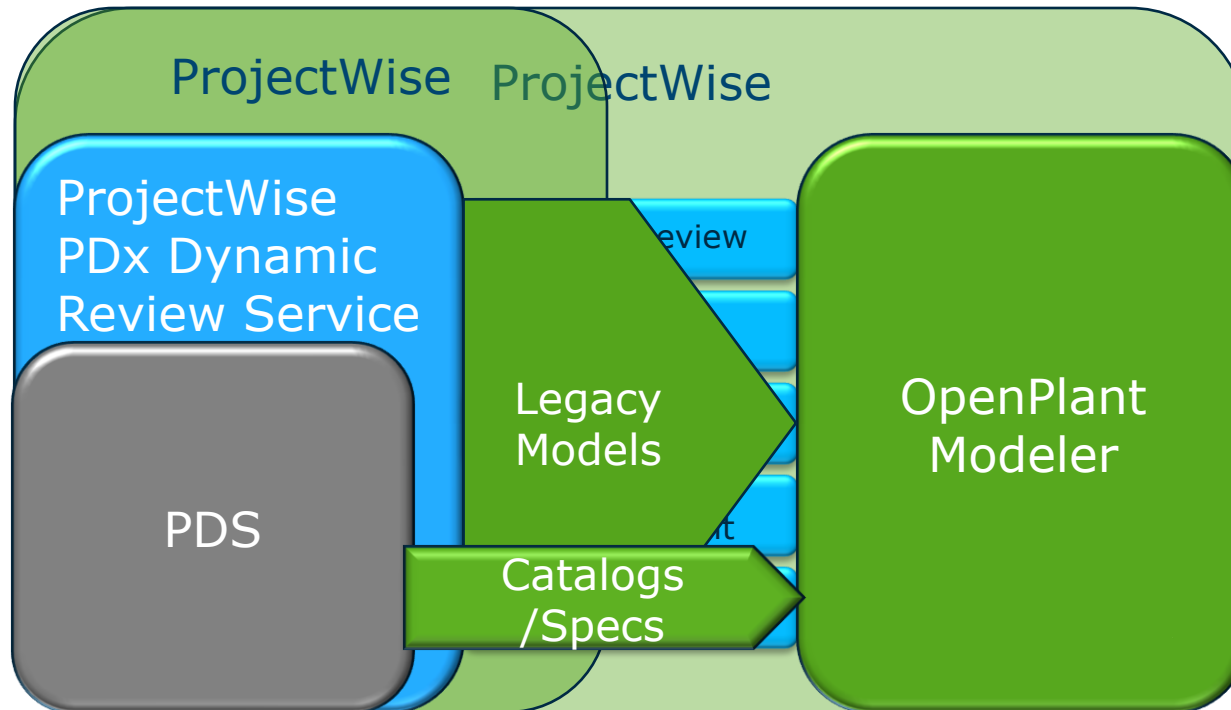 ProjectWise
ProjectWise
ProjectWise
PDx Dynamic
Review Service
Legacy
Models
OpenPlant
Modeler
PDS
Catalogs
/Specs